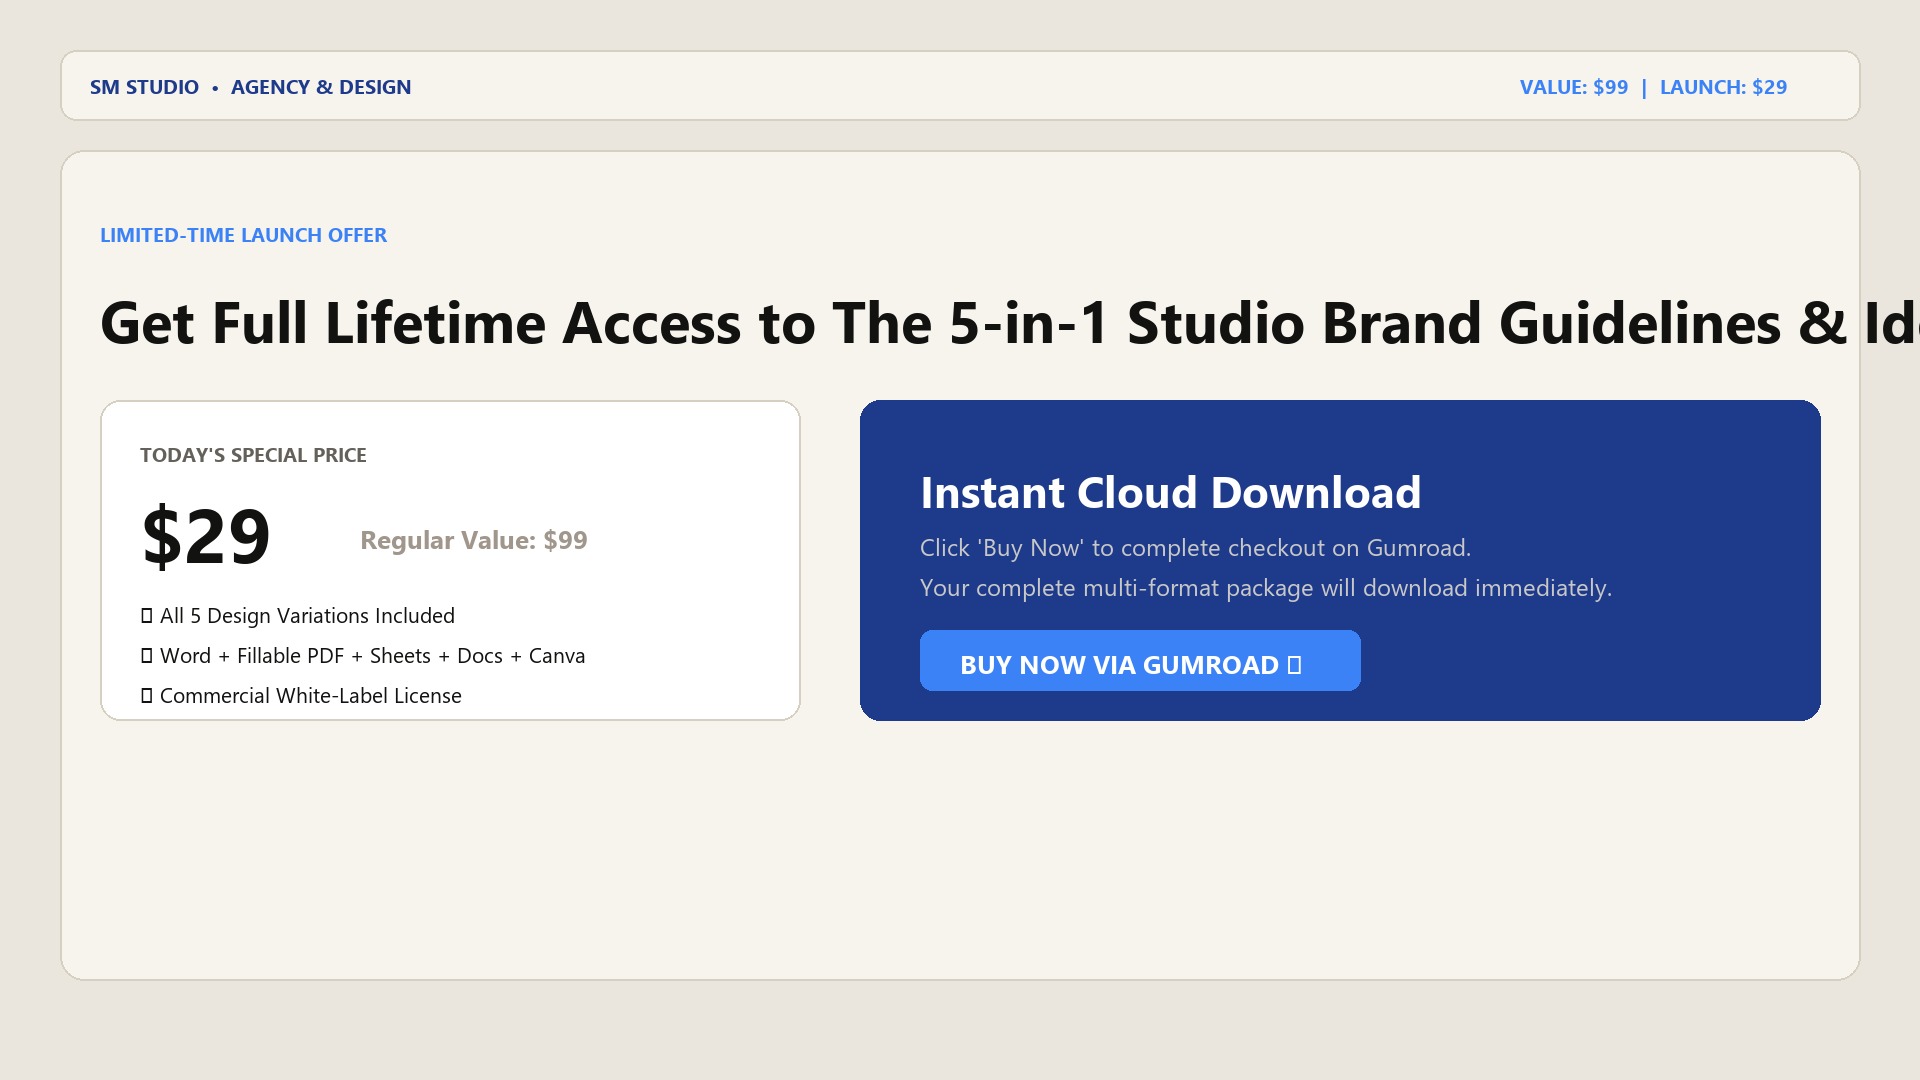 SM STUDIO • AGENCY & DESIGN
VALUE: $99 | LAUNCH: $29
LIMITED-TIME LAUNCH OFFER
Get Full Lifetime Access to The 5-in-1 Studio Brand Guidelines &
TODAY'S SPECIAL PRICE
$29
Regular Value: $99
All 5 Design Variations Included
Word + Fillable PDF + Sheets + Docs + Canva
Commercial White-Label License
Instant Cloud Download
Click 'Buy Now' to complete checkout on Gumroad.
Your complete multi-format package will download immediately.
BUY NOW VIA GUMROAD